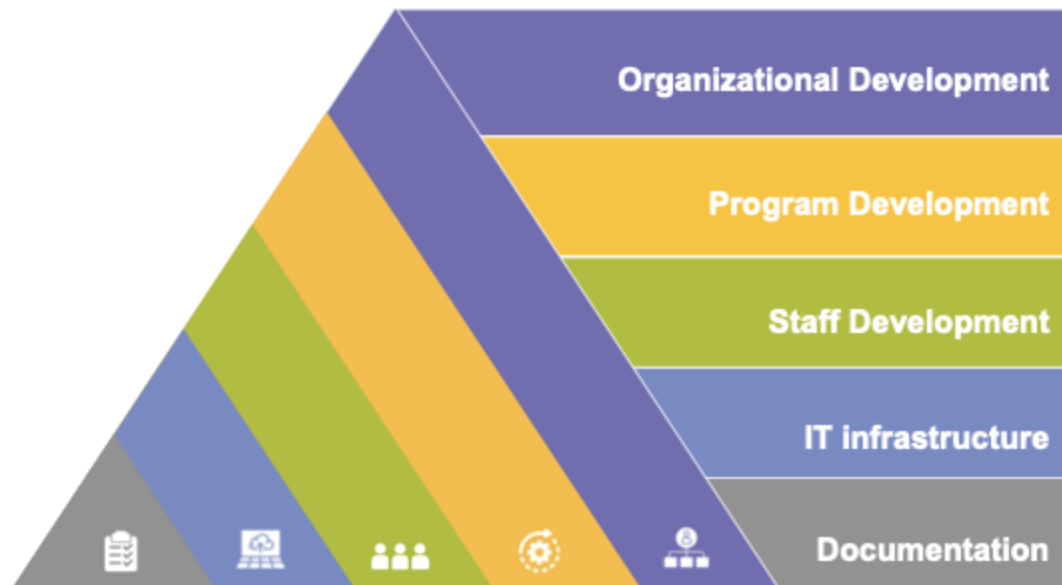 Organizational Development
Program Development
Staff Development
IT infrastructure
Documentation